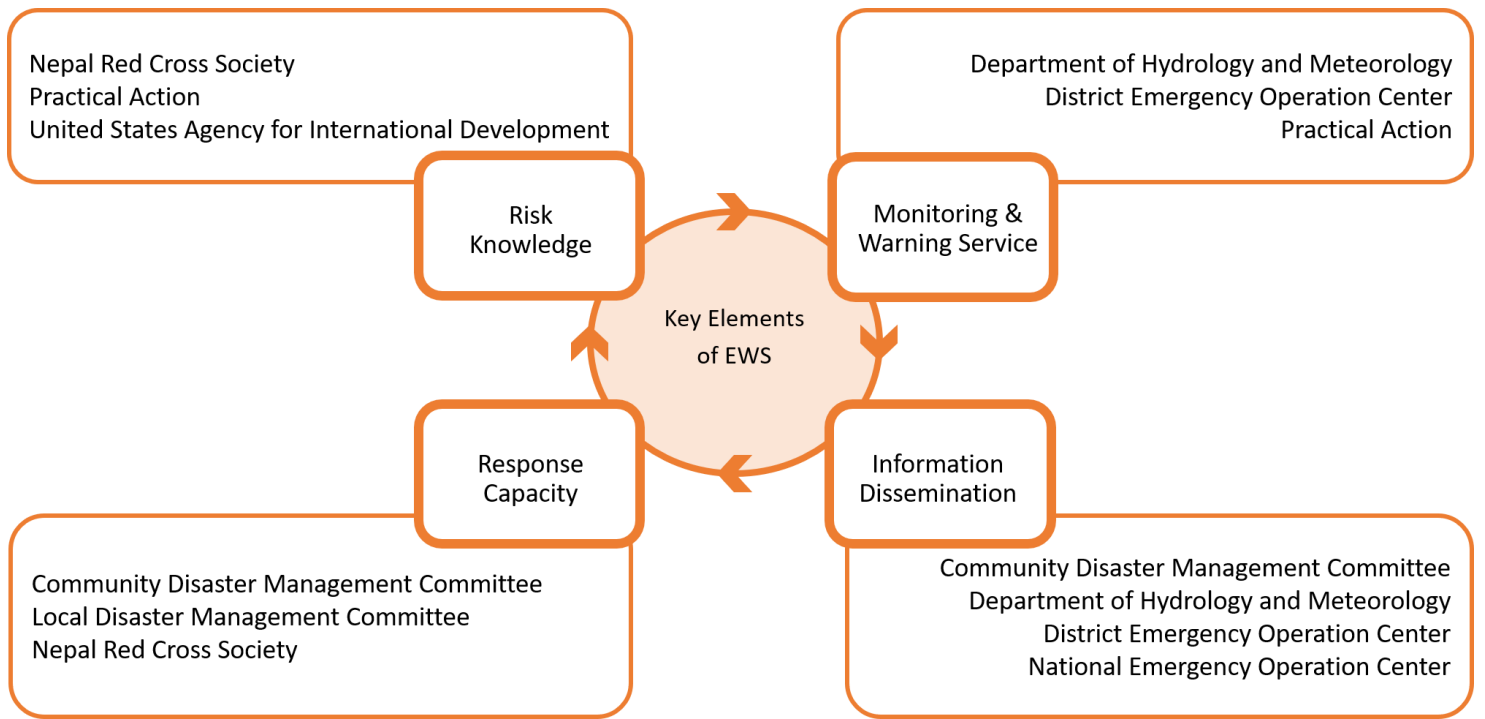 Nepal Red Cross Society
Practical Action
United States Agency for International Development
Department of Hydrology and Meteorology
District Emergency Operation Center
Practical Action
Risk
Knowledge
Monitoring &
Warning Service
Key Elements
of EWS
Response
Capacity
Information
Dissemination
Community Disaster Management Committee
Local Disaster Management Committee
Nepal Red Cross Society
Community Disaster Management Committee
Department of Hydrology and Meteorology
District Emergency Operation Center
National Emergency Operation Center